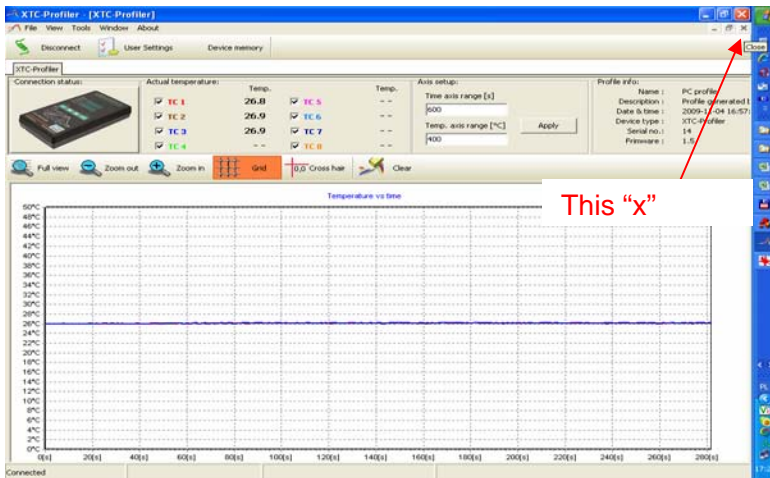 XTC-Profiler - [XTC-Profiler]
File View Tools Window About
Disconnect User Settings Device memory
Close
XTC-Profiler
Connection status: Actual temperature: Axis setup: Profile info:
Temp. Temp. Time axis range [s] Name : PC profile
TC 1 26.8 TC 5 -- 600 Description : Profile generated
TC 2 26.9 TC 6 -- Date & time : 2009-11-04 16:57:
TC 3 26.9 TC 7 -- Temp. axis range [°C] Apply Device type : XTC-Profiler
TC 4 -- TC 8 -- 400 Serial no.: 14
Firmware : 1.5
Full view Zoom out Zoom in Grid 0,0 Cross hair Clear
This “x”
Temperature vs time
50°C
48°C
46°C
44°C
42°C
40°C
38°C
36°C
34°C
32°C
30°C
28°C
26°C
24°C
22°C
20°C
18°C
16°C
14°C
12°C
10°C
8°C
6°C
4°C
2°C
0°C
0[s] 20[s] 40[s] 60[s] 80[s] 100[s] 120[s] 140[s] 160[s] 180[s] 200[s] 220[s] 240[s] 260[s] 280[s]
Connected
PL